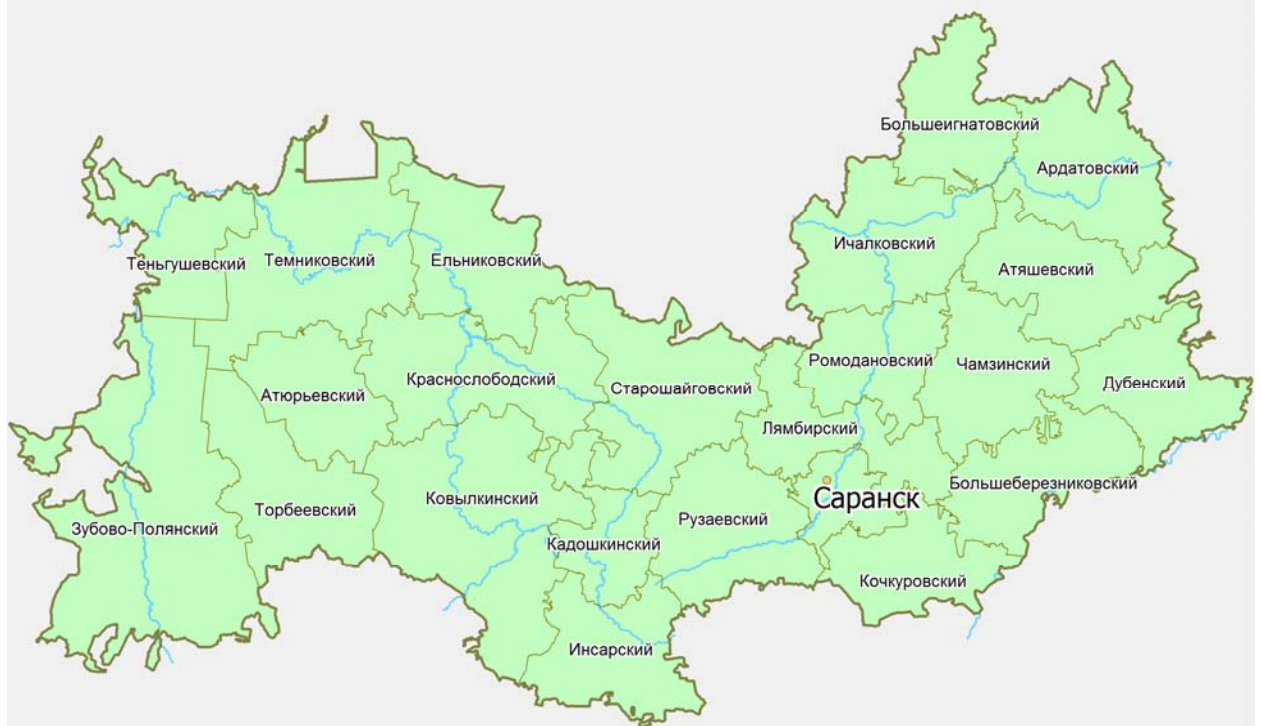 Большеигнатовский
Ардатовский
Ичалковский
Теньгушевский
Темниковский
Ельниковский
Атяшевский
Ромодановский
Чамзинский
Краснослободский
Старошайговский
Дубенский
Атюрьевский
Лямбирский
Большеберезниковский
Саранск
Ковылкинский
Торбеевский
Рузаевский
Зубово-Полянский
Кадошкинский
Кочкуровский
Инсарский